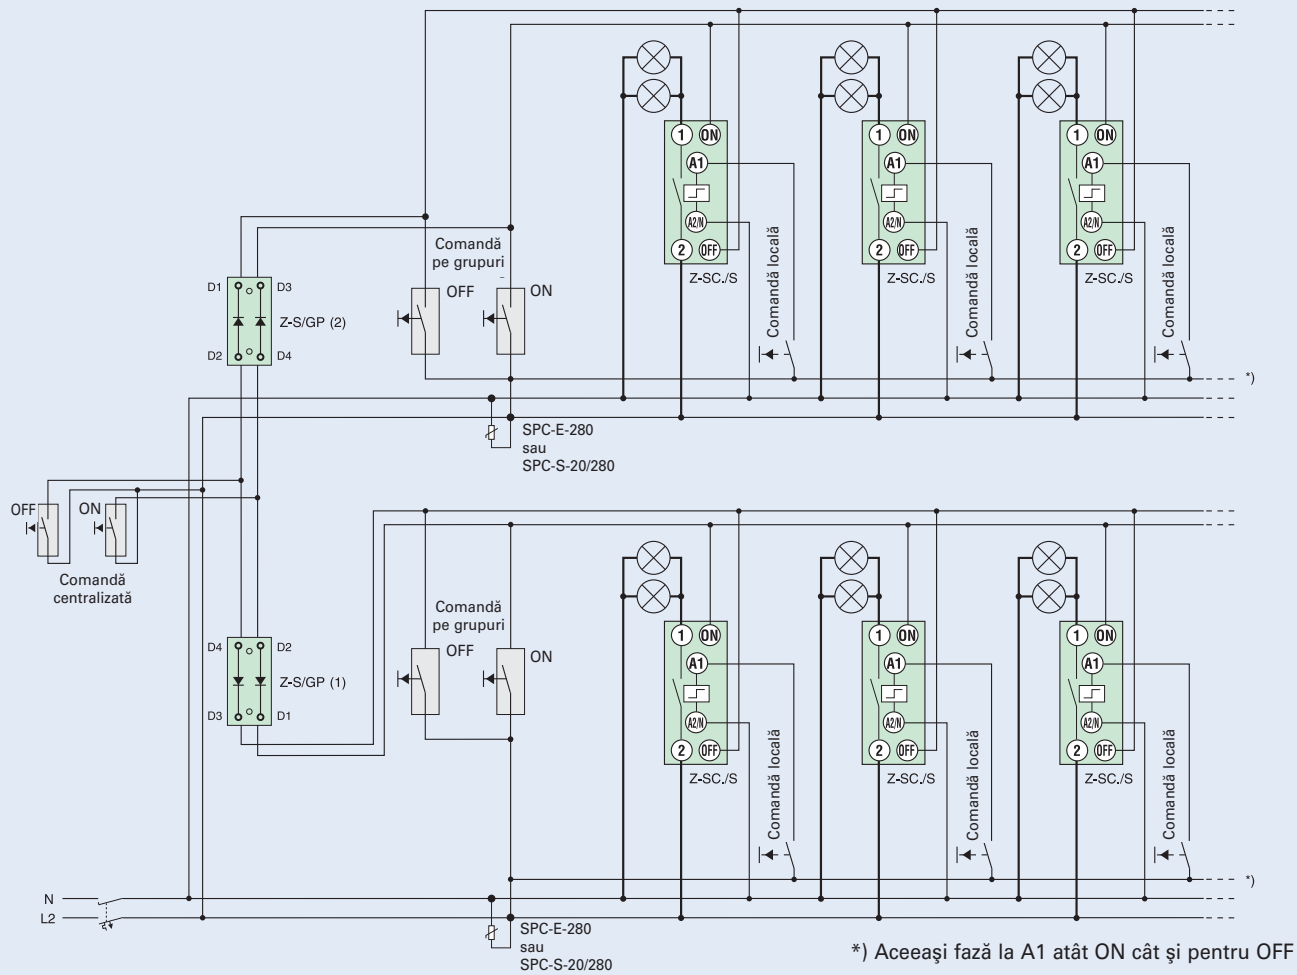 1 ON
A1
A2/N
2 OFF
Z-SC./S
Comandă locală
1 ON
A1
A2/N
2 OFF
Z-SC./S
Comandă locală
1 ON
A1
A2/N
2 OFF
Z-SC./S
Comandă locală
Comandă
pe grupuri
OFF
ON
D1 D3
Z-S/GP (2)
D2 D4
*)
SPC-E-280
sau
SPC-S-20/280
OFF
ON
Comandă
centralizată
Comandă
pe grupuri
OFF
ON
D4 D2
Z-S/GP (1)
D3 D1
1 ON
A1
A2/N
2 OFF
Z-SC./S
Comandă locală
1 ON
A1
A2/N
2 OFF
Z-SC./S
Comandă locală
1 ON
A1
A2/N
2 OFF
Z-SC./S
Comandă locală
*)
N
L2
SPC-E-280
sau
SPC-S-20/280
*) Aceeaşi fază la A1 atât ON cât şi pentru OFF